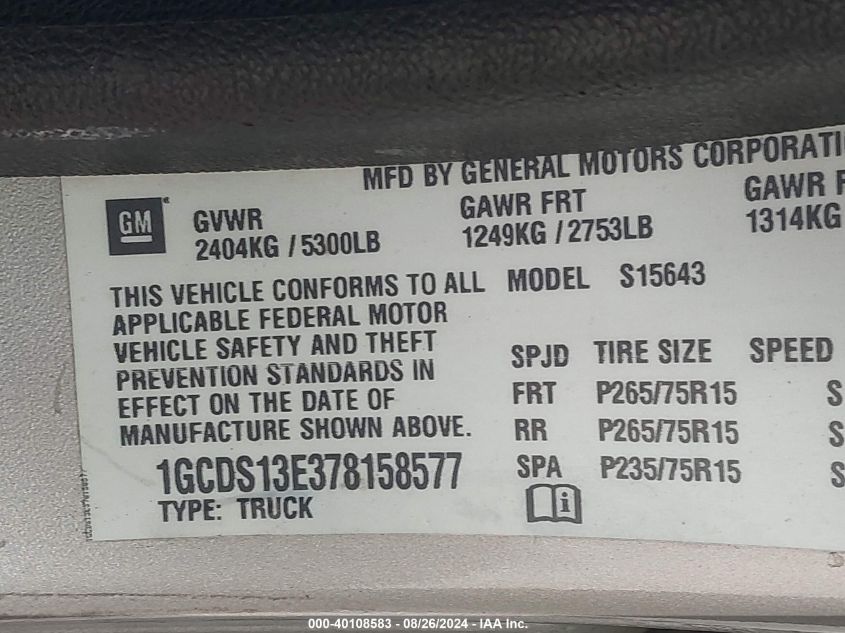 MFD BY GENERAL MOTORS CORPORATI
GM
GVWR
2404KG / 5300LB
GAWR FRT
1249KG / 2753LB
GAWR
1314KG
THIS VEHICLE CONFORMS TO ALL
APPLICABLE FEDERAL MOTOR
VEHICLE SAFETY AND THEFT
PREVENTION STANDARDS IN
EFFECT ON THE DATE OF
MANUFACTURE SHOWN ABOVE.
1GCDS13E378158577
TYPE: TRUCK
MODEL S15643
SPJD TIRE SIZE SPEED
FRT P265/75R15 S
RR P265/75R15 S
SPA P235/75R15 S
000-40108583 - 08/26/2024 - IAA Inc.